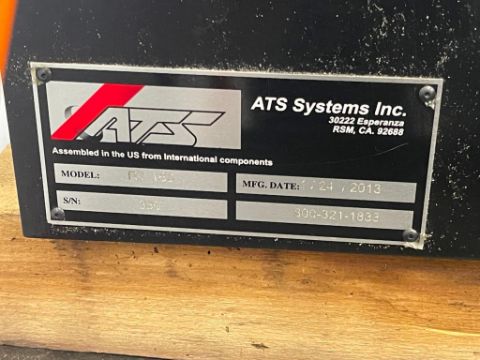 ATS
ATS Systems Inc.
30222 Esperanza
RSM, CA. 92688
Assembled in the US from International components
MODEL:
MFG. DATE: 24 / 2013
S/N:
800-321-1833